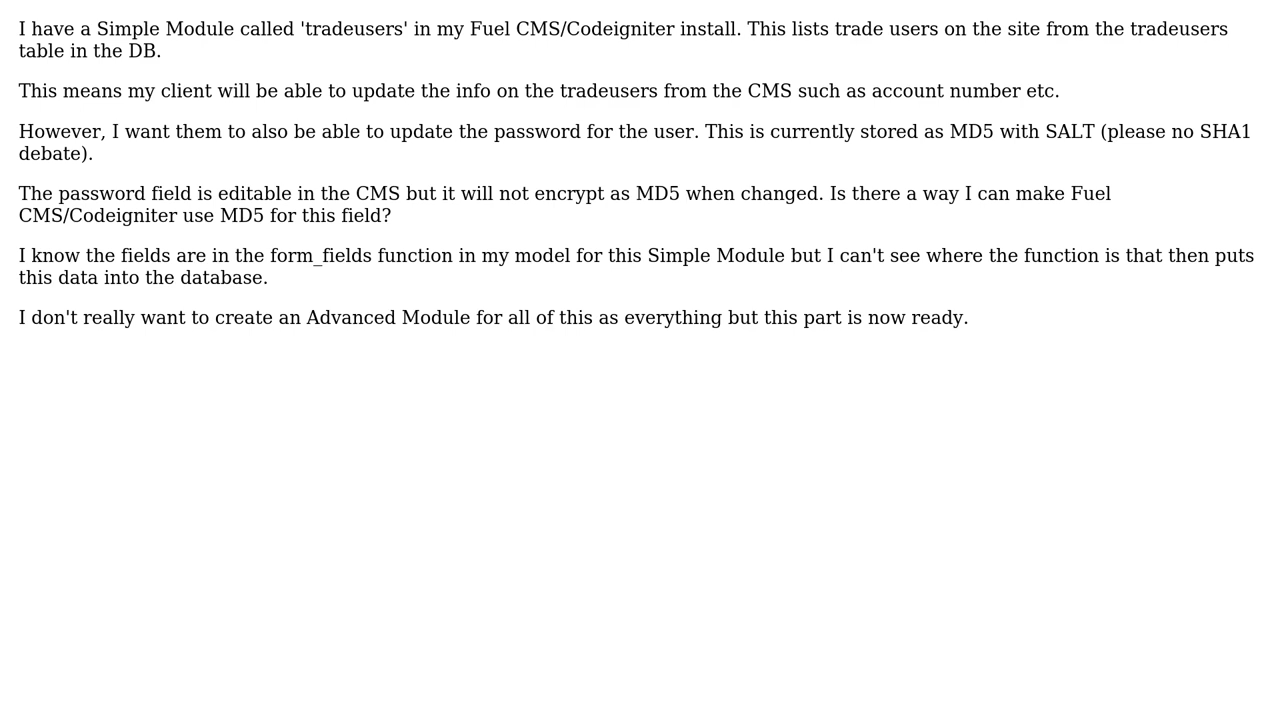 I have a Simple Module called 'tradeusers' in my Fuel CMS/Codeigniter install. This lists trade users on the site from the tradeusers
table in the DB.
This means my client will be able to update the info on the tradeusers from the CMS such as account number etc.
However, I want them to also be able to update the password for the user. This is currently stored as MD5 with SALT (please no SHA1
debate).
The password field is editable in the CMS but it will not encrypt as MD5 when changed. Is there a way I can make Fuel
CMS/Codeigniter use MD5 for this field?
I know the fields are in the form_fields function in my model for this Simple Module but I can't see where the function is that then puts
this data into the database.
I don't really want to create an Advanced Module for all of this as everything but this part is now ready.